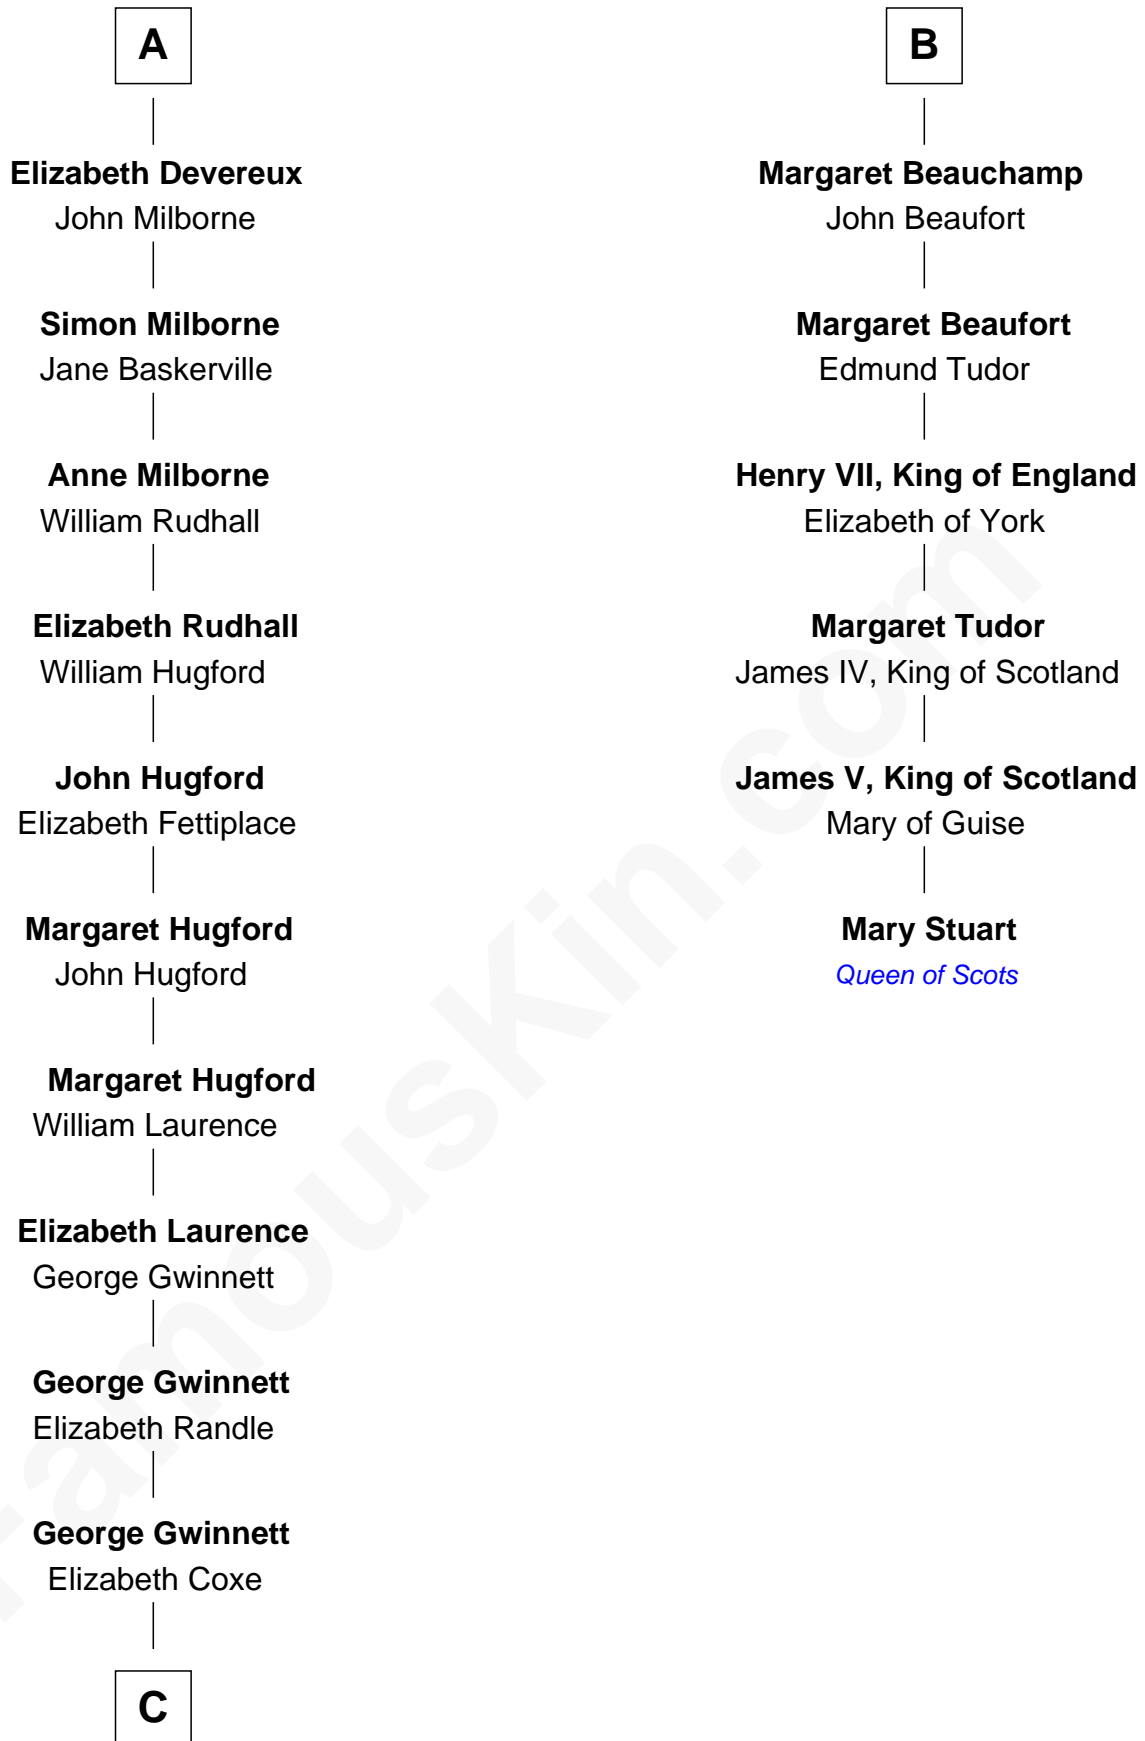 A
Elizabeth Devereux
John Milborne
Simon Milborne
Jane Baskerville
Anne Milborne
William Rudhall
Elizabeth Rudhall
William Hugford
John Hugford
Elizabeth Fettiplace
Margaret Hugford
John Hugford
Margaret Hugford
William Laurence
Elizabeth Laurence
George Gwinnett
George Gwinnett
Elizabeth Randle
George Gwinnett
Elizabeth Coxe
C
B
Margaret Beauchamp
John Beaufort
Margaret Beaufort
Edmund Tudor
Henry VII, King of England
Elizabeth of York
Margaret Tudor
James IV, King of Scotland
James V, King of Scotland
Mary of Guise
Mary Stuart
Queen of Scots
FamousKin.com